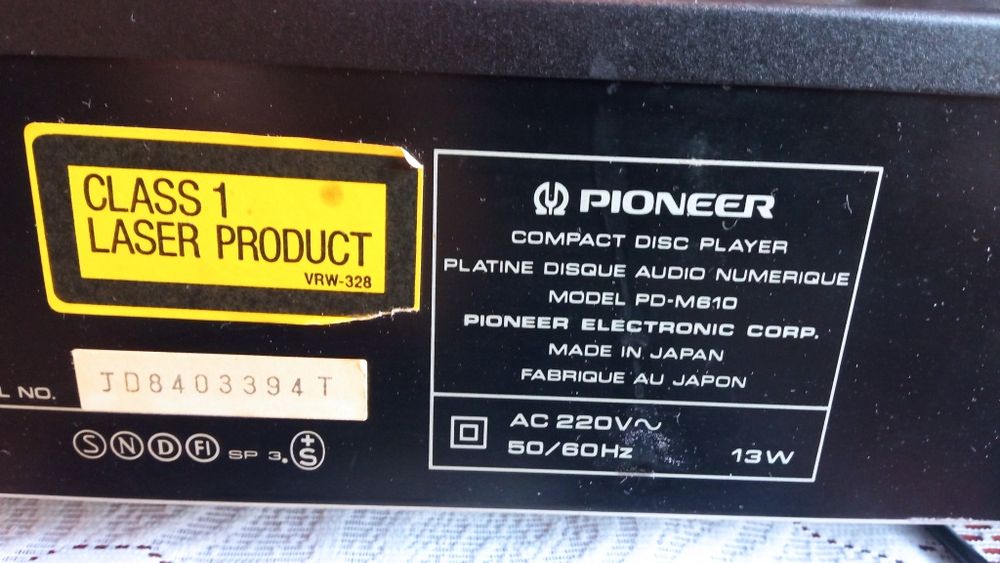 CLASS 1
LASER PRODUCT
VRW-328
L NO.
JD8403394T
S N D FI SP 3. +S
PIONEER
COMPACT DISC PLAYER
PLATINE DISQUE AUDIO NUMERIQUE
MODEL PD-M610
PIONEER ELECTRONIC CORP.
MADE IN JAPAN
FABRIQUE AU JAPON
AC 220V~
50/60Hz
13W